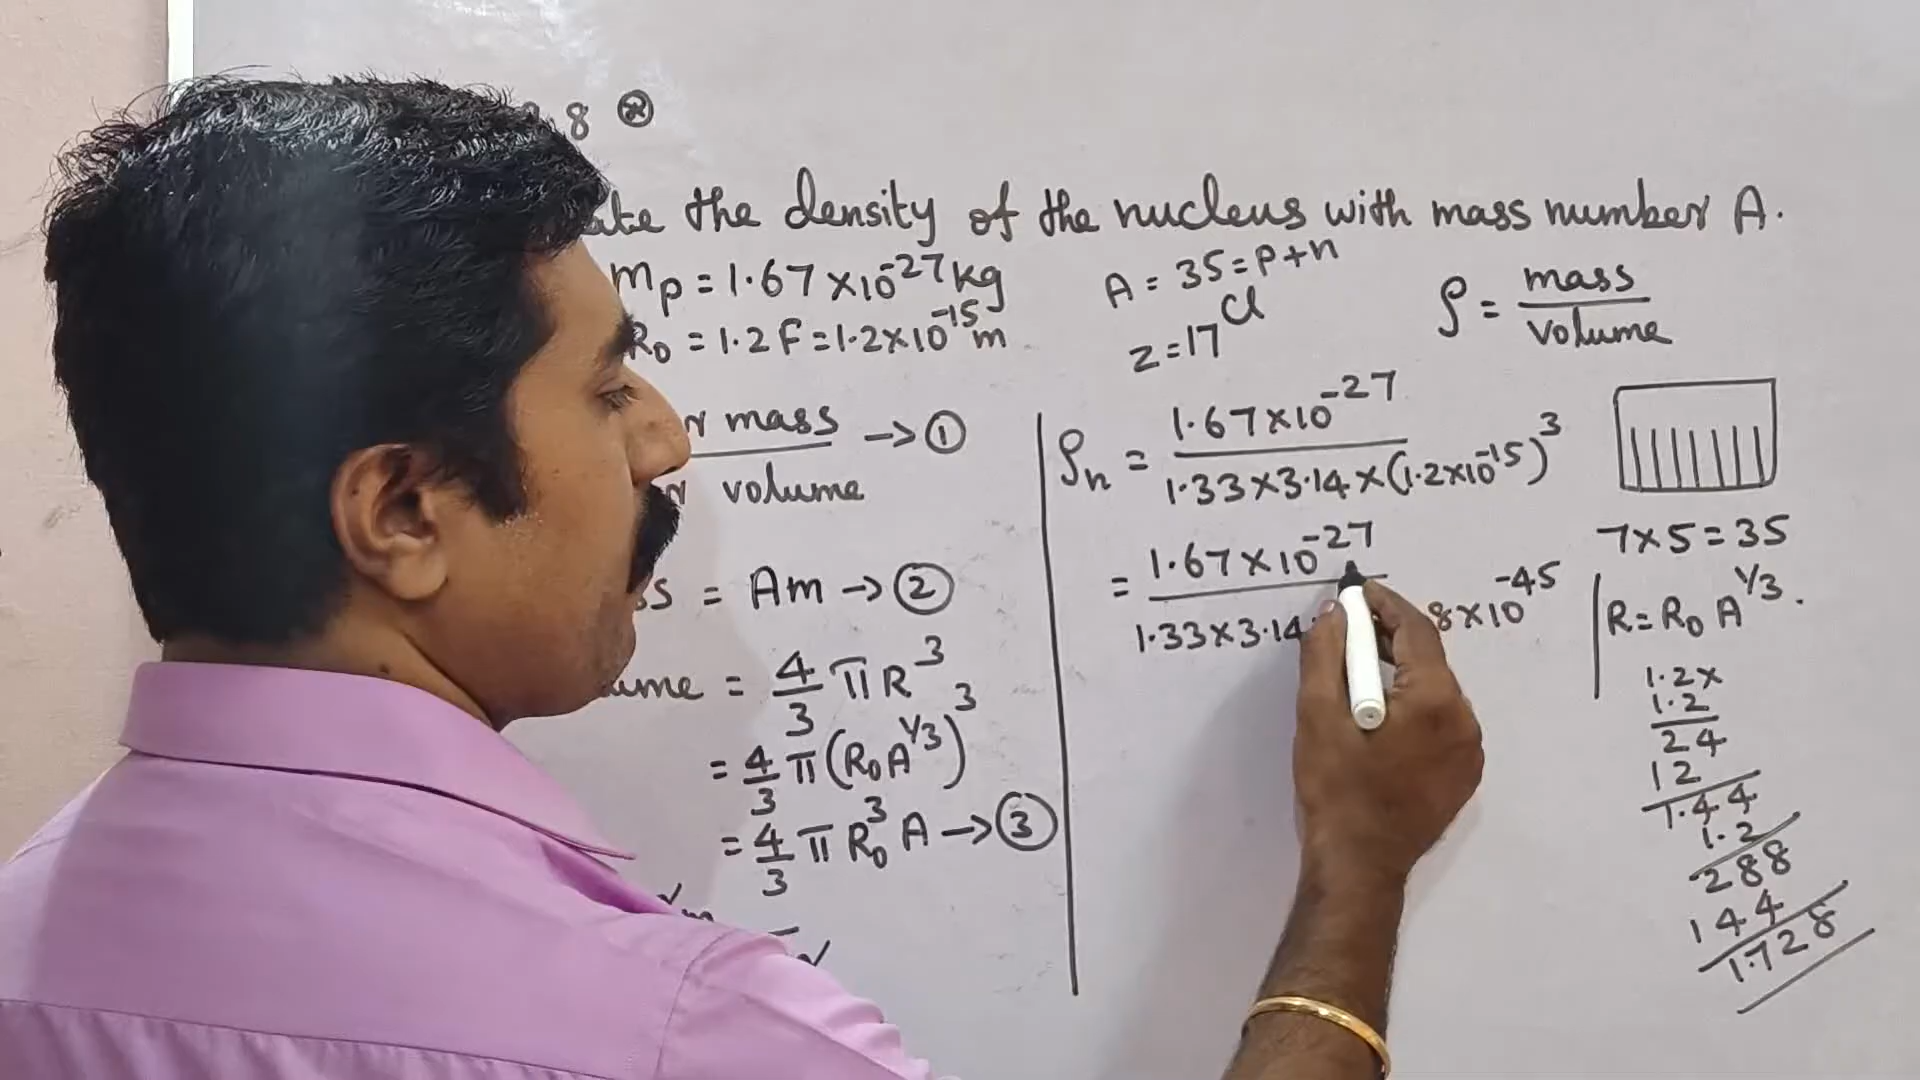 8 ⊛
the density of the nucleus with mass number A.
mp = 1.67×10⁻²⁷ kg
R₀ = 1.2 F = 1.2×10⁻¹⁵ m
mass → ①
volume
= Am → ②
= 4/3 π R³
= 4/3 π (R₀ A^1/3)³
= 4/3 π R₀³ A → ③
m
A = 35 = p+n
Cl
Z = 17
ρ = mass / volume
ρn = 1.67×10⁻²⁷ / 1.33×3.14×(1.2×10⁻¹⁵)³
= 1.67×10⁻²⁷ / 1.33×3.14 8×10⁻⁴⁵
7×5=35
R = R₀ A^1/3 .
1.2×
1.2
24
12
1.44
1.2
288
144
1.728